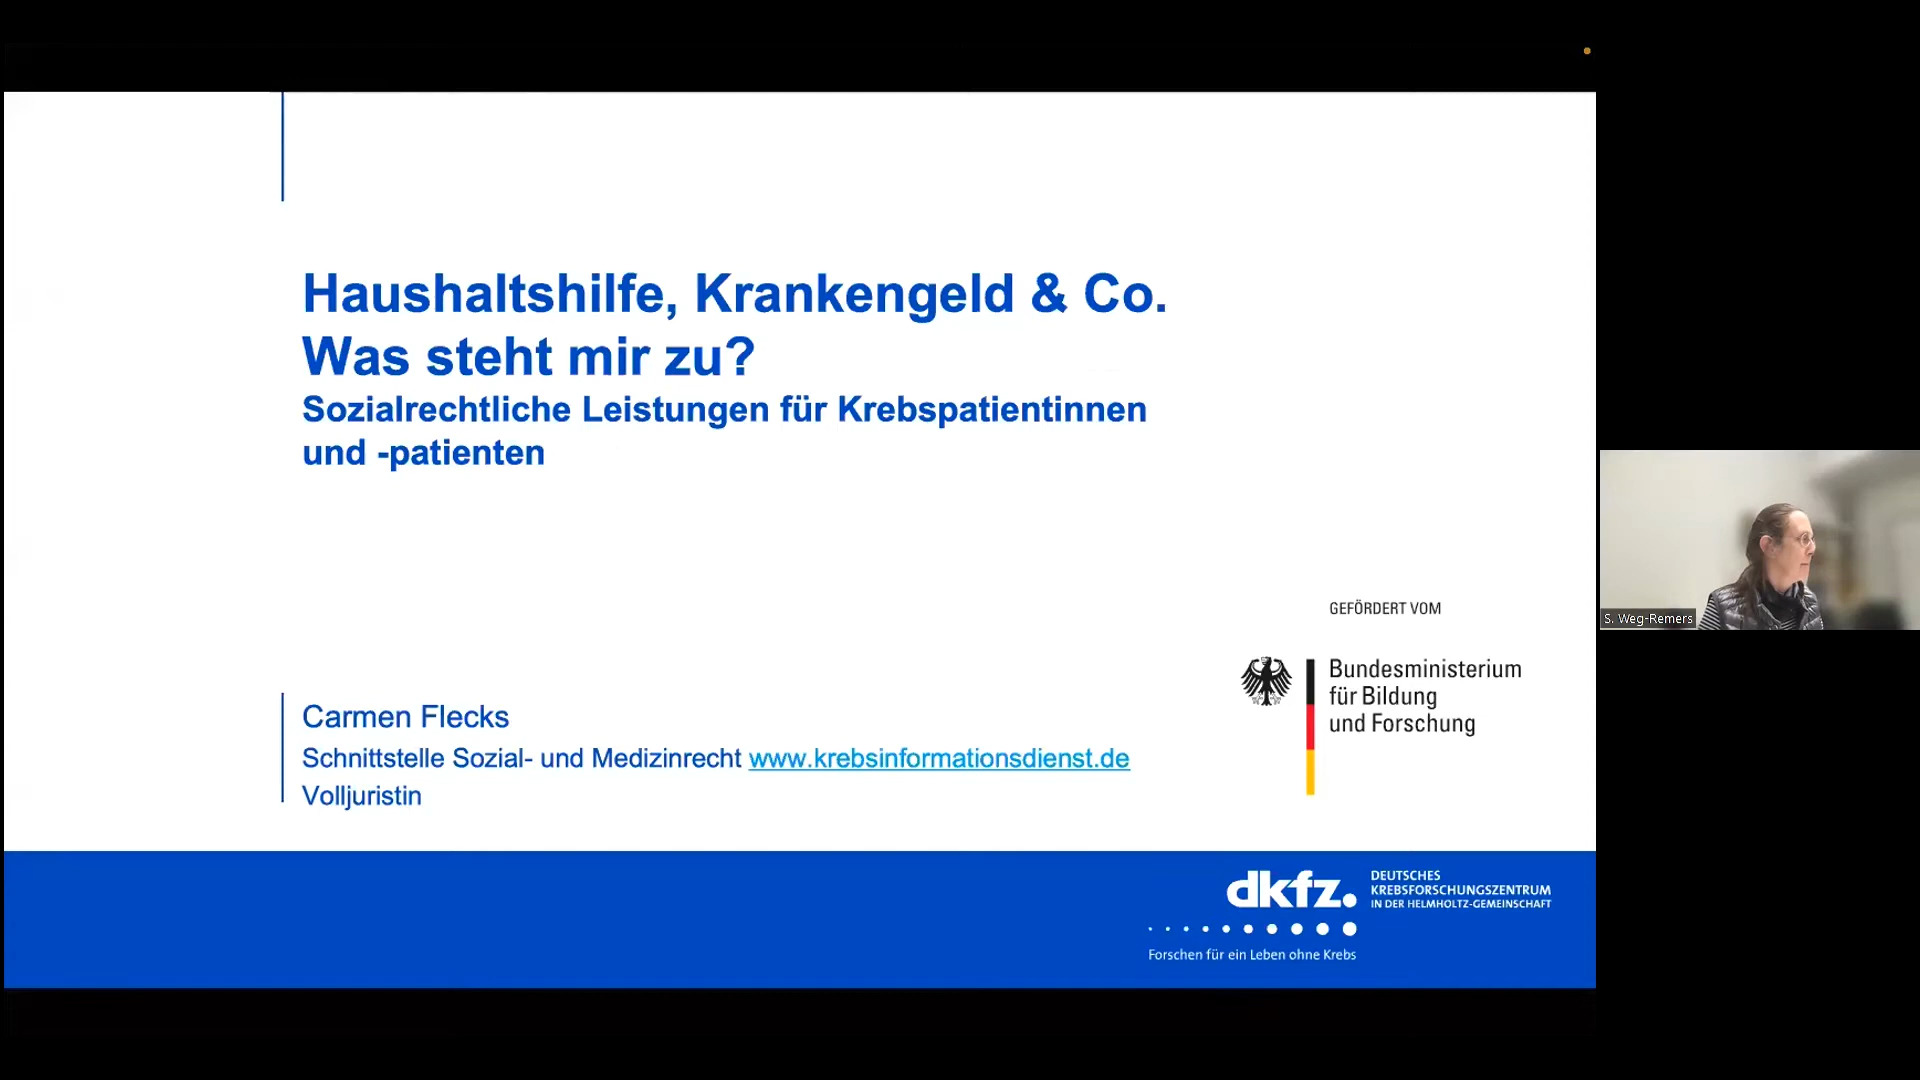 Haushaltshilfe, Krankengeld & Co.
Was steht mir zu?
Sozialrechtliche Leistungen für Krebspatientinnen
und -patienten
GEFÖRDERT VOM
Bundesministerium
für Bildung
und Forschung
Carmen Flecks
Schnittstelle Sozial- und Medizinrecht www.krebsinformationsdienst.de
Volljuristin
dkfz.
DEUTSCHES
KREBSFORSCHUNGSZENTRUM
IN DER HELMHOLTZ-GEMEINSCHAFT
Forschen für ein Leben ohne Krebs
S. Weg-Remers